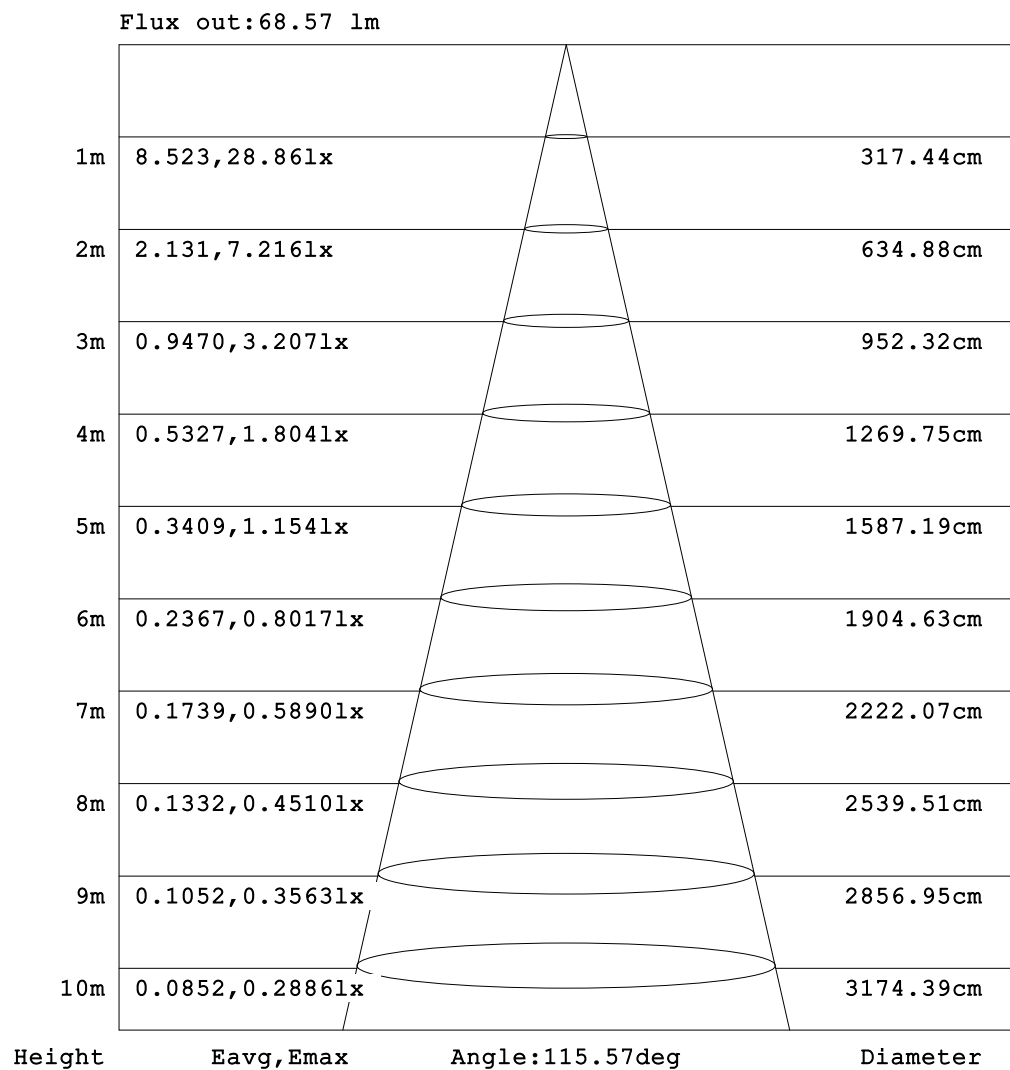 Flux out:68.57 lm
1m 8.523,28.86lx 317.44cm
2m 2.131,7.216lx 634.88cm
3m 0.9470,3.207lx 952.32cm
4m 0.5327,1.804lx 1269.75cm
5m 0.3409,1.154lx 1587.19cm
6m 0.2367,0.8017lx 1904.63cm
7m 0.1739,0.5890lx 2222.07cm
8m 0.1332,0.4510lx 2539.51cm
9m 0.1052,0.3563lx 2856.95cm
10m 0.0852,0.2886lx 3174.39cm
Height Eavg,Emax Angle:115.57deg Diameter